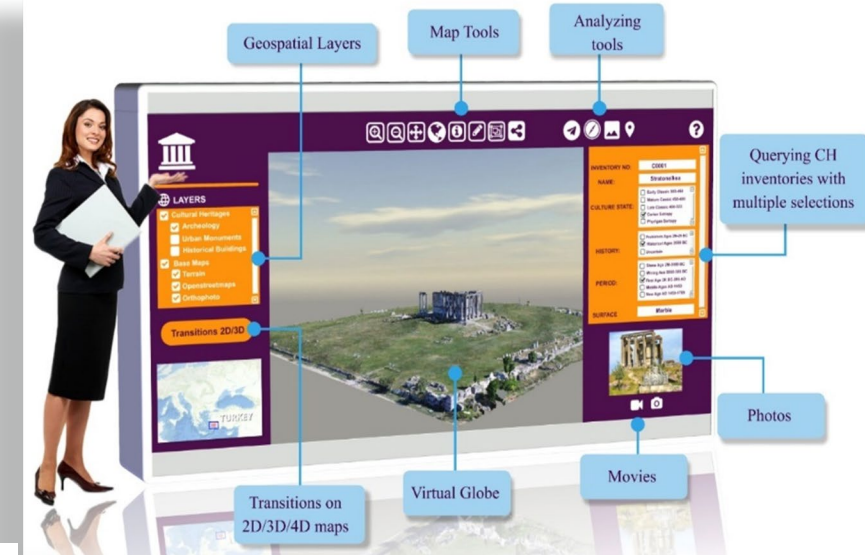 Geospatial Layers
Map Tools
Analyzing
tools
Querying CH
inventories with
multiple selections
?
LAYERS
Cultural Heritages
Archeology
Urban Monuments
Historical Buildings
Base Maps
Terrain
Openstreetmaps
Orthophoto
Transitions 2D/3D
TURKEY
INVENTORY NO:
C0001
NAME:
Stratonikea
CULTURE STATE:
HISTORY:
PERIOD:
SURFACE
Marble
Photos
Movies
Virtual Globe
Transitions on
2D/3D/4D maps